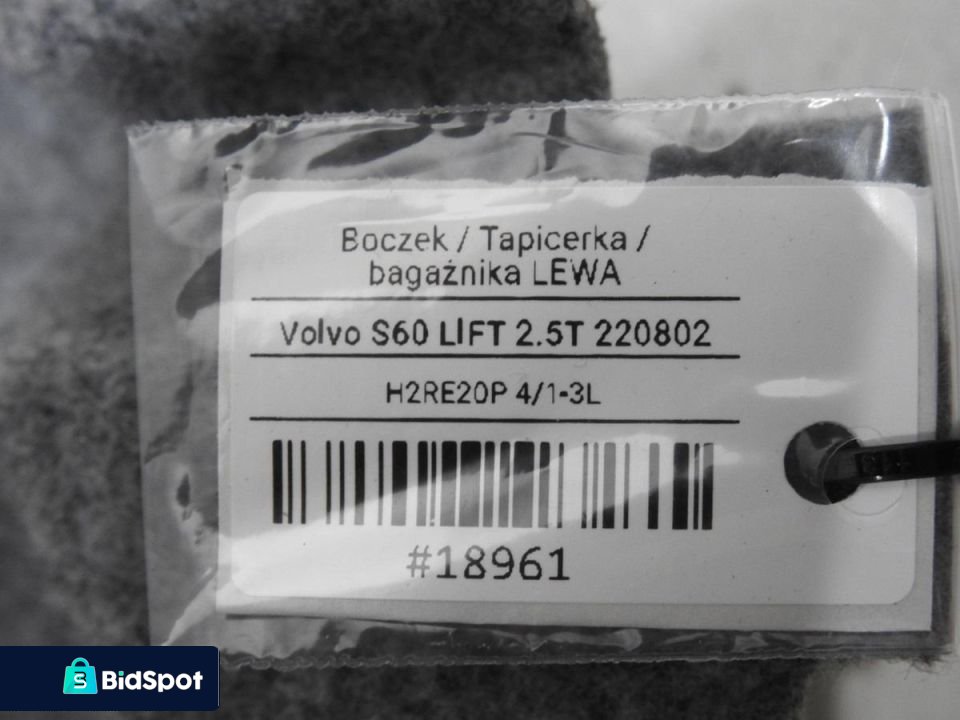 Boczek / Tapicerka /
bagażnika LEWA
Volvo S60 LIFT 2.5T 220802
H2RE20P 4/1-3L
#18961
BidSpot